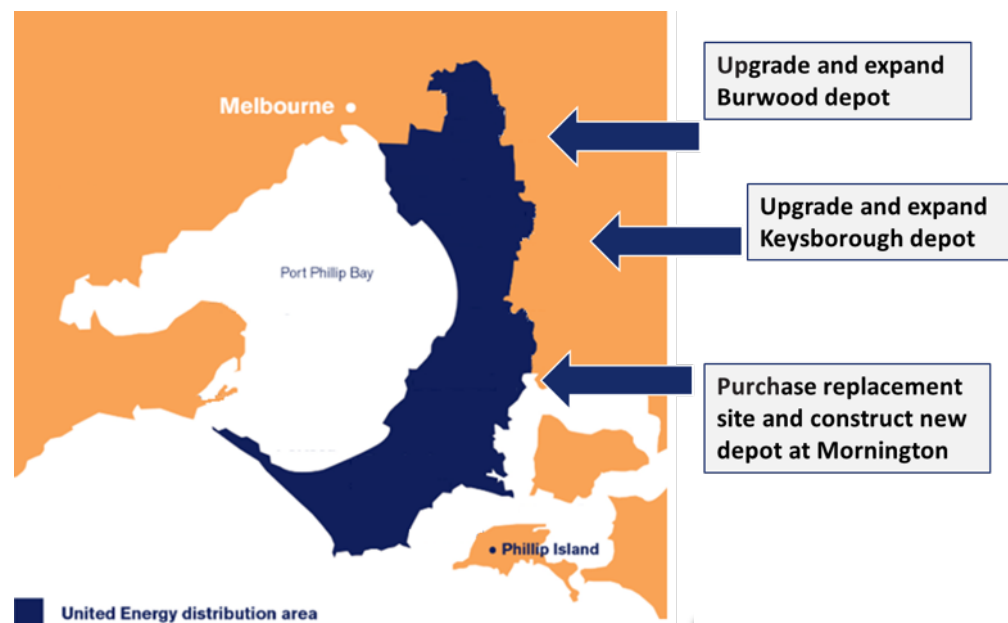 Upgrade and expand
Burwood depot
Melbourne
Upgrade and expand
Keysborough depot
Port Phillip Bay
Purchase replacement
site and construct new
depot at Mornington
Phillip Island
United Energy distribution area